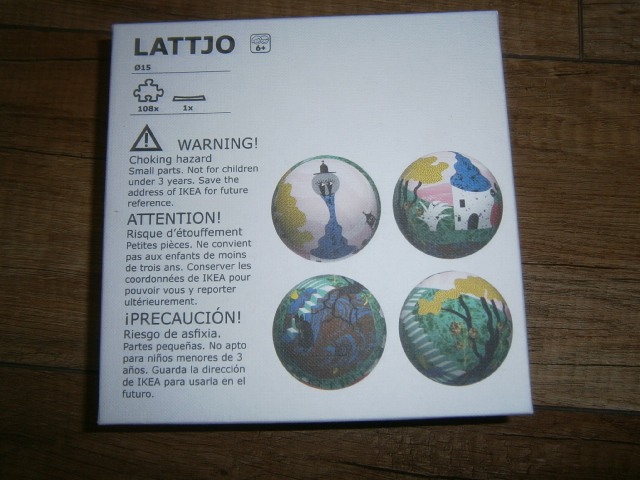 LATTJO
6+
Ø15
108x 1x
WARNING!
Choking hazard
Small parts. Not for children
under 3 years. Save the
address of IKEA for future
reference.
ATTENTION!
Risque d'étouffement
Petites pièces. Ne convient
pas aux enfants de moins
de trois ans. Conserver les
coordonnées de IKEA pour
pouvoir vous y reporter
ultérieurement.
¡PRECAUCIÓN!
Riesgo de asfixia.
Partes pequeñas. No apto
para niños menores de 3
años. Guarda la dirección
de IKEA para usarla en el
futuro.